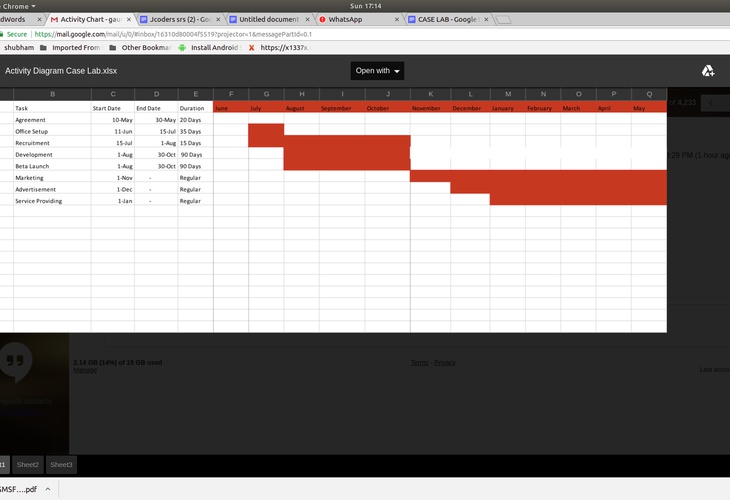 Chrome Sun 17:14
dWords Activity Chart - gau Jcoders srs (2) - Go Untitled document WhatsApp CASE LAB - Google
Secure https://mail.google.com/mail/u/0/#inbox/16310d80004f5519?projector=1&messagePartId=0.1
shubham Imported From Other Bookma Install Android https://x1337x.
Activity Diagram Case Lab.xlsx Open with
B C D E F G H I J K L M N O P Q
Task Start Date End Date Duration June July August September October November December January February March April May
Agreement 10-May 30-May 20 Days
Office Setup 11-Jun 15-Jul 35 Days
Recruitment 15-Jul 1-Aug 15 Days
Development 1-Aug 30-Oct 90 Days
Beta Launch 1-Aug 30-Oct 90 Days
Marketing 1-Nov - Regular
Advertisement 1-Dec - Regular
Service Providing 1-Jan - Regular
of 4,233
:29 PM (1 hour ag
2.14 GB (14%) of 15 GB used
Manage
Terms - Privacy
Last accou
Sheet2 Sheet3
SMSF....pdf